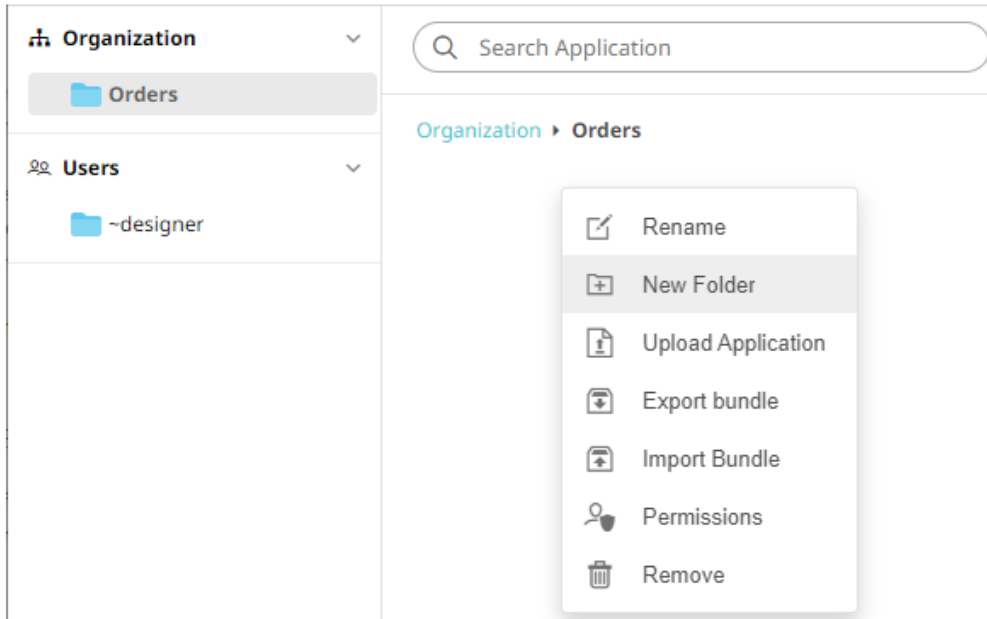 Organization
Orders
Users
~designer
Search Application
Organization ▸ Orders
Rename
New Folder
Upload Application
Export bundle
Import Bundle
Permissions
Remove